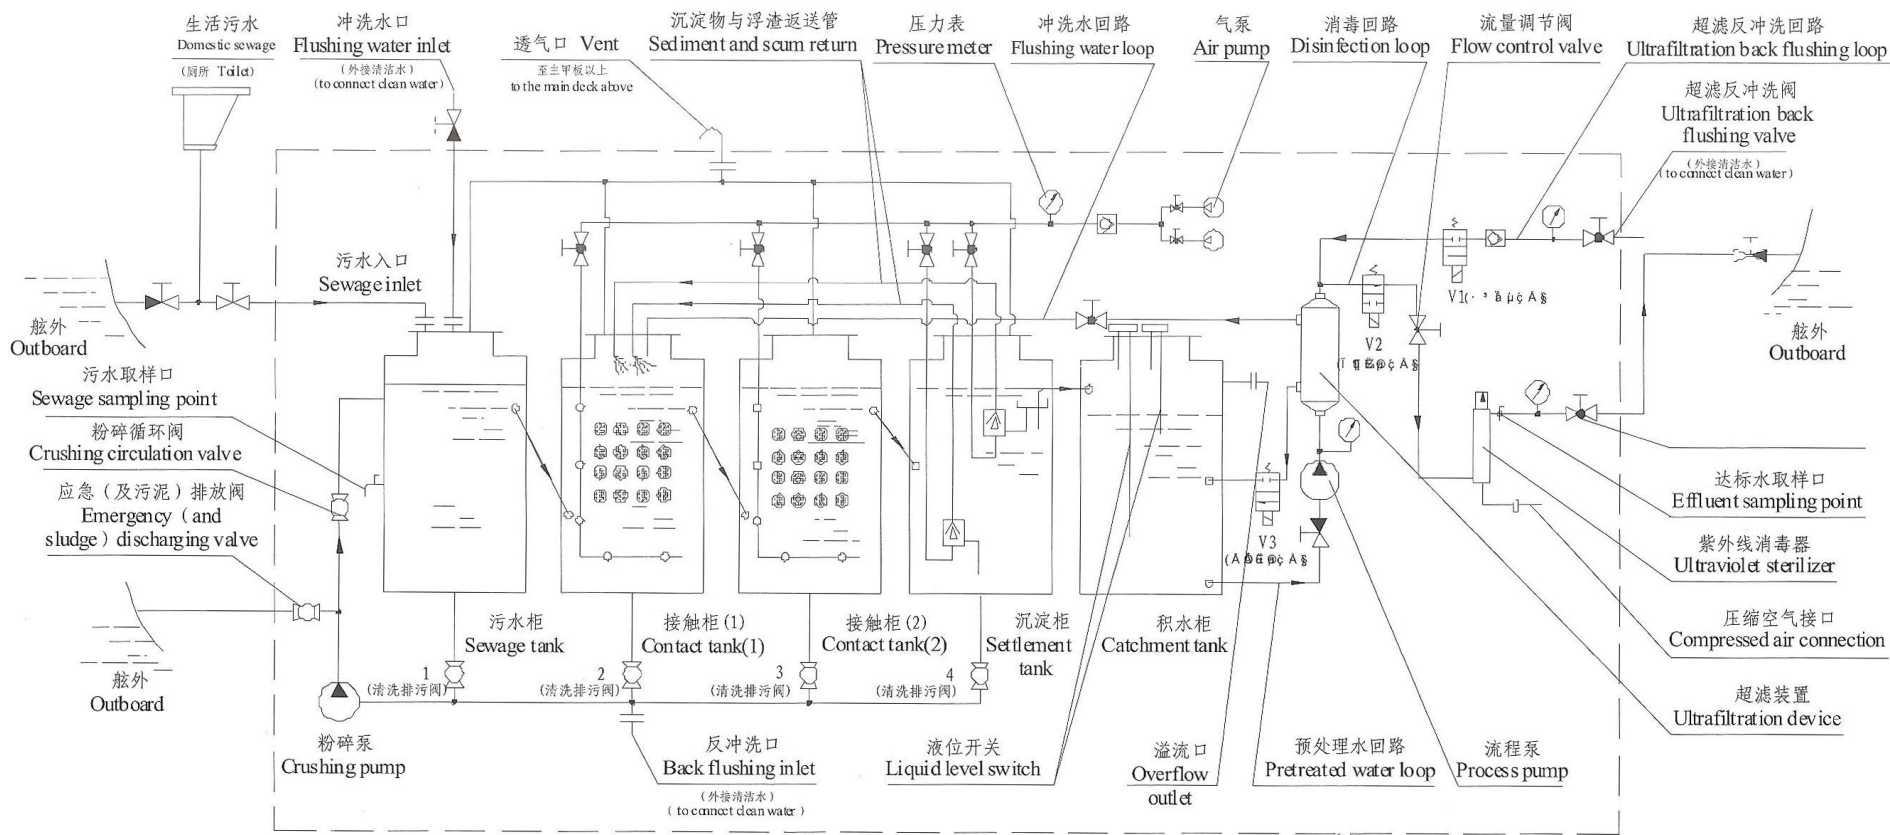 生活污水
Domestic sewage
(厕所 Toilet)
冲洗水口
Flushing water inlet
(外接清洁水)
(to connect clean water)
透气口 Vent
至主甲板以上
to the main deck above
沉淀物与浮渣返送管
Sediment and scum return
压力表
Pressure meter
冲洗水回路
Flushing water loop
气泵
Air pump
消毒回路
Disinfection loop
流量调节阀
Flow control valve
超滤反冲洗回路
Ultrafiltration back flushing loop
超滤反冲洗阀
Ultrafiltration back
flushing valve
(外接清洁水)
(to connect clean water)
污水入口
Sewage inlet
舷外
Outboard
V1
V2
舷外
Outboard
污水取样口
Sewage sampling point
粉碎循环阀
Crushing circulation valve
应急（及污泥）排放阀
Emergency (and
sludge) discharging valve
V3
达标水取样口
Effluent sampling point
紫外线消毒器
Ultraviolet sterilizer
压缩空气接口
Compressed air connection
超滤装置
Ultrafiltration device
污水柜
Sewage tank
接触柜(1)
Contact tank(1)
接触柜(2)
Contact tank(2)
沉淀柜
Settlement
tank
积水柜
Catchment tank
舷外
Outboard
1
(清洗排污阀)
2
(清洗排污阀)
3
(清洗排污阀)
4
(清洗排污阀)
粉碎泵
Crushing pump
反冲洗口
Back flushing inlet
(外接清洁水)
(to connect clean water)
液位开关
Liquid level switch
溢流口
Overflow
outlet
预处理水回路
Pretreated water loop
流程泵
Process pump